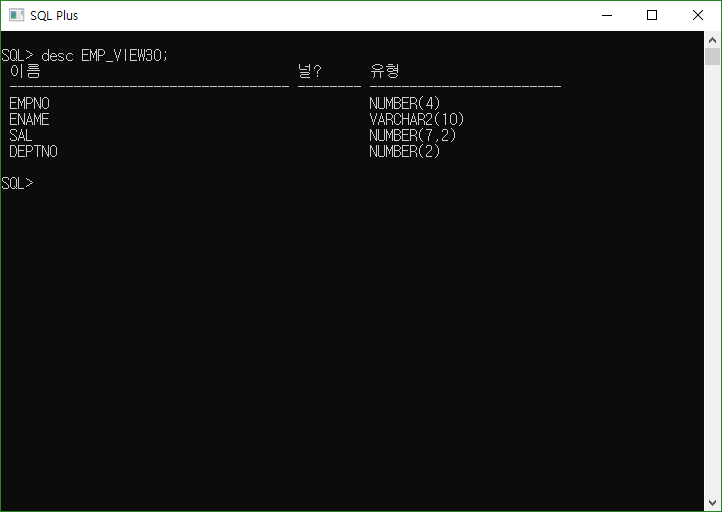 SQL Plus
SQL> desc EMP_VIEW30;
이름 널? 유형
----------------------------------- -------- ------------------------
EMPNO NUMBER(4)
ENAME VARCHAR2(10)
SAL NUMBER(7,2)
DEPTNO NUMBER(2)
SQL>